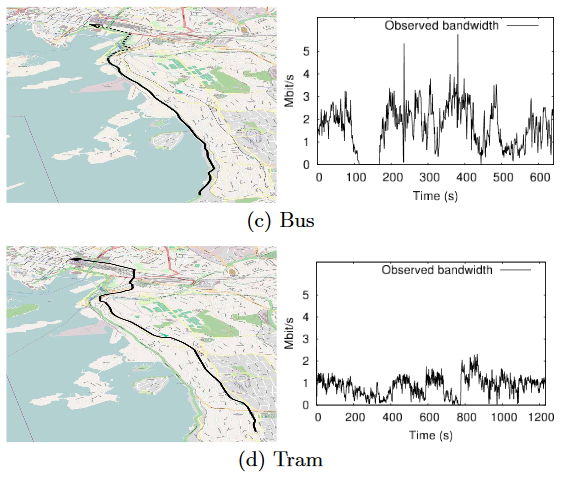 Observed bandwidth
Mbit/s
5
4
3
2
1
0
0 100 200 300 400 500 600
Time (s)
(c) Bus
Observed bandwidth
Mbit/s
5
4
3
2
1
0
0 200 400 600 800 1000 1200
Time (s)
(d) Tram